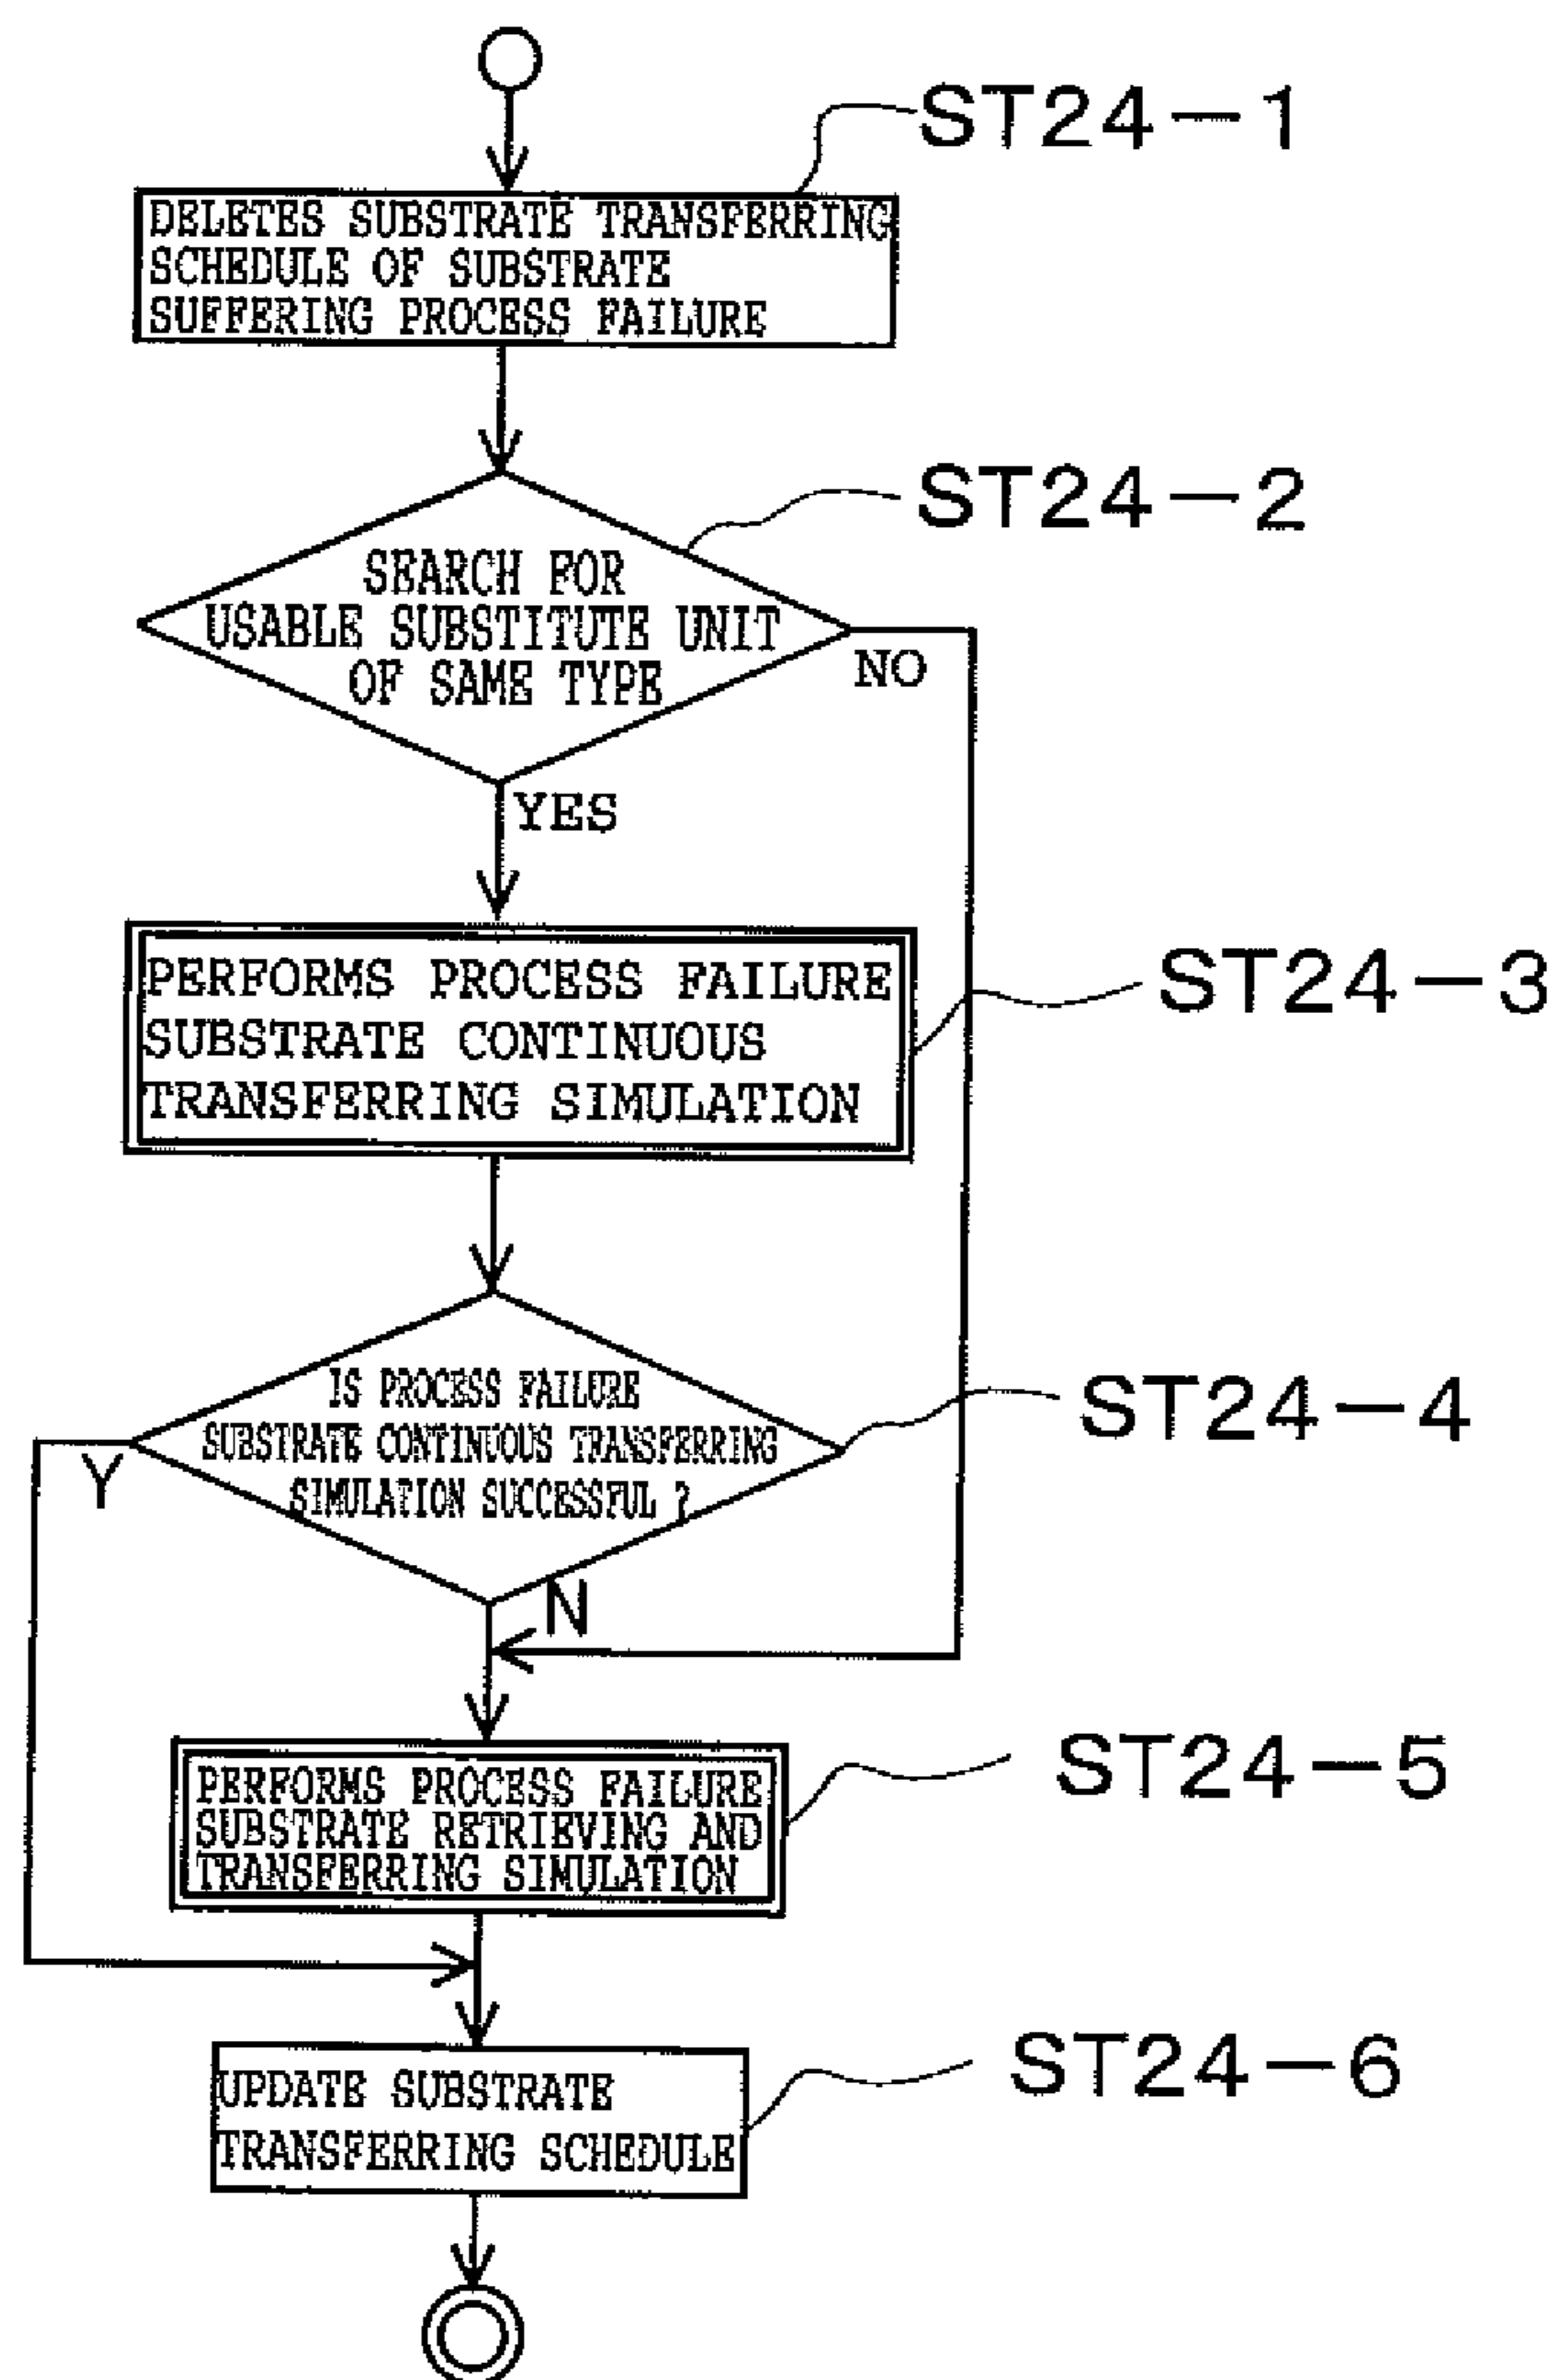 ST24-1
DELETES SUBSTRATE TRANSFERRING
SCHEDULE OF SUBSTRATE
SUFFERING PROCESS FAILURE
ST24-2
SEARCH FOR
USABLE SUBSTITUTE UNIT
OF SAME TYPE
NO
YES
ST24-3
PERFORMS PROCESS FAILURE
SUBSTRATE CONTINUOUS
TRANSFERRING SIMULATION
ST24-4
IS PROCESS FAILURE
SUBSTRATE CONTINUOUS TRANSFERRING
SIMULATION SUCCESSFUL ?
Y
N
ST24-5
PERFORMS PROCESS FAILURE
SUBSTRATE RETRIEVING AND
TRANSFERRING SIMULATION
ST24-6
UPDATE SUBSTRATE
TRANSFERRING SCHEDULE